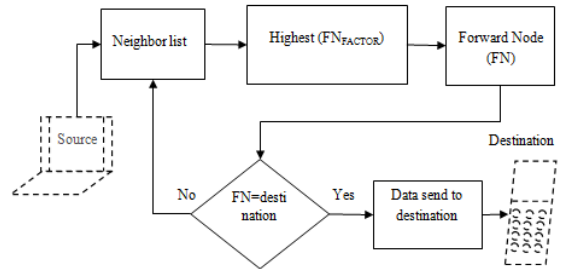 Neighbor list
Highest (FNFACTOR)
Forward Node
(FN)
Source
Destination
No
FN=desti
nation
Yes
Data send to
destination